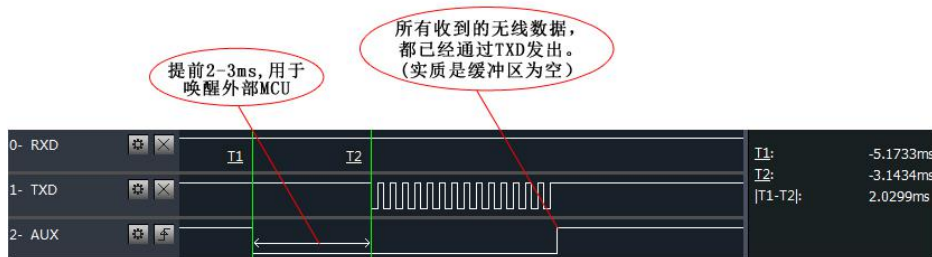 所有收到的无线数据，
都已经通过TXD发出。
(实质是缓冲区为空）
提前2-3ms,用于
唤醒外部MCU
0- RXD
T1
T2
1- TXD
2- AUX
T1: -5.1733ms
T2: -3.1434ms
|T1-T2|: 2.0299ms